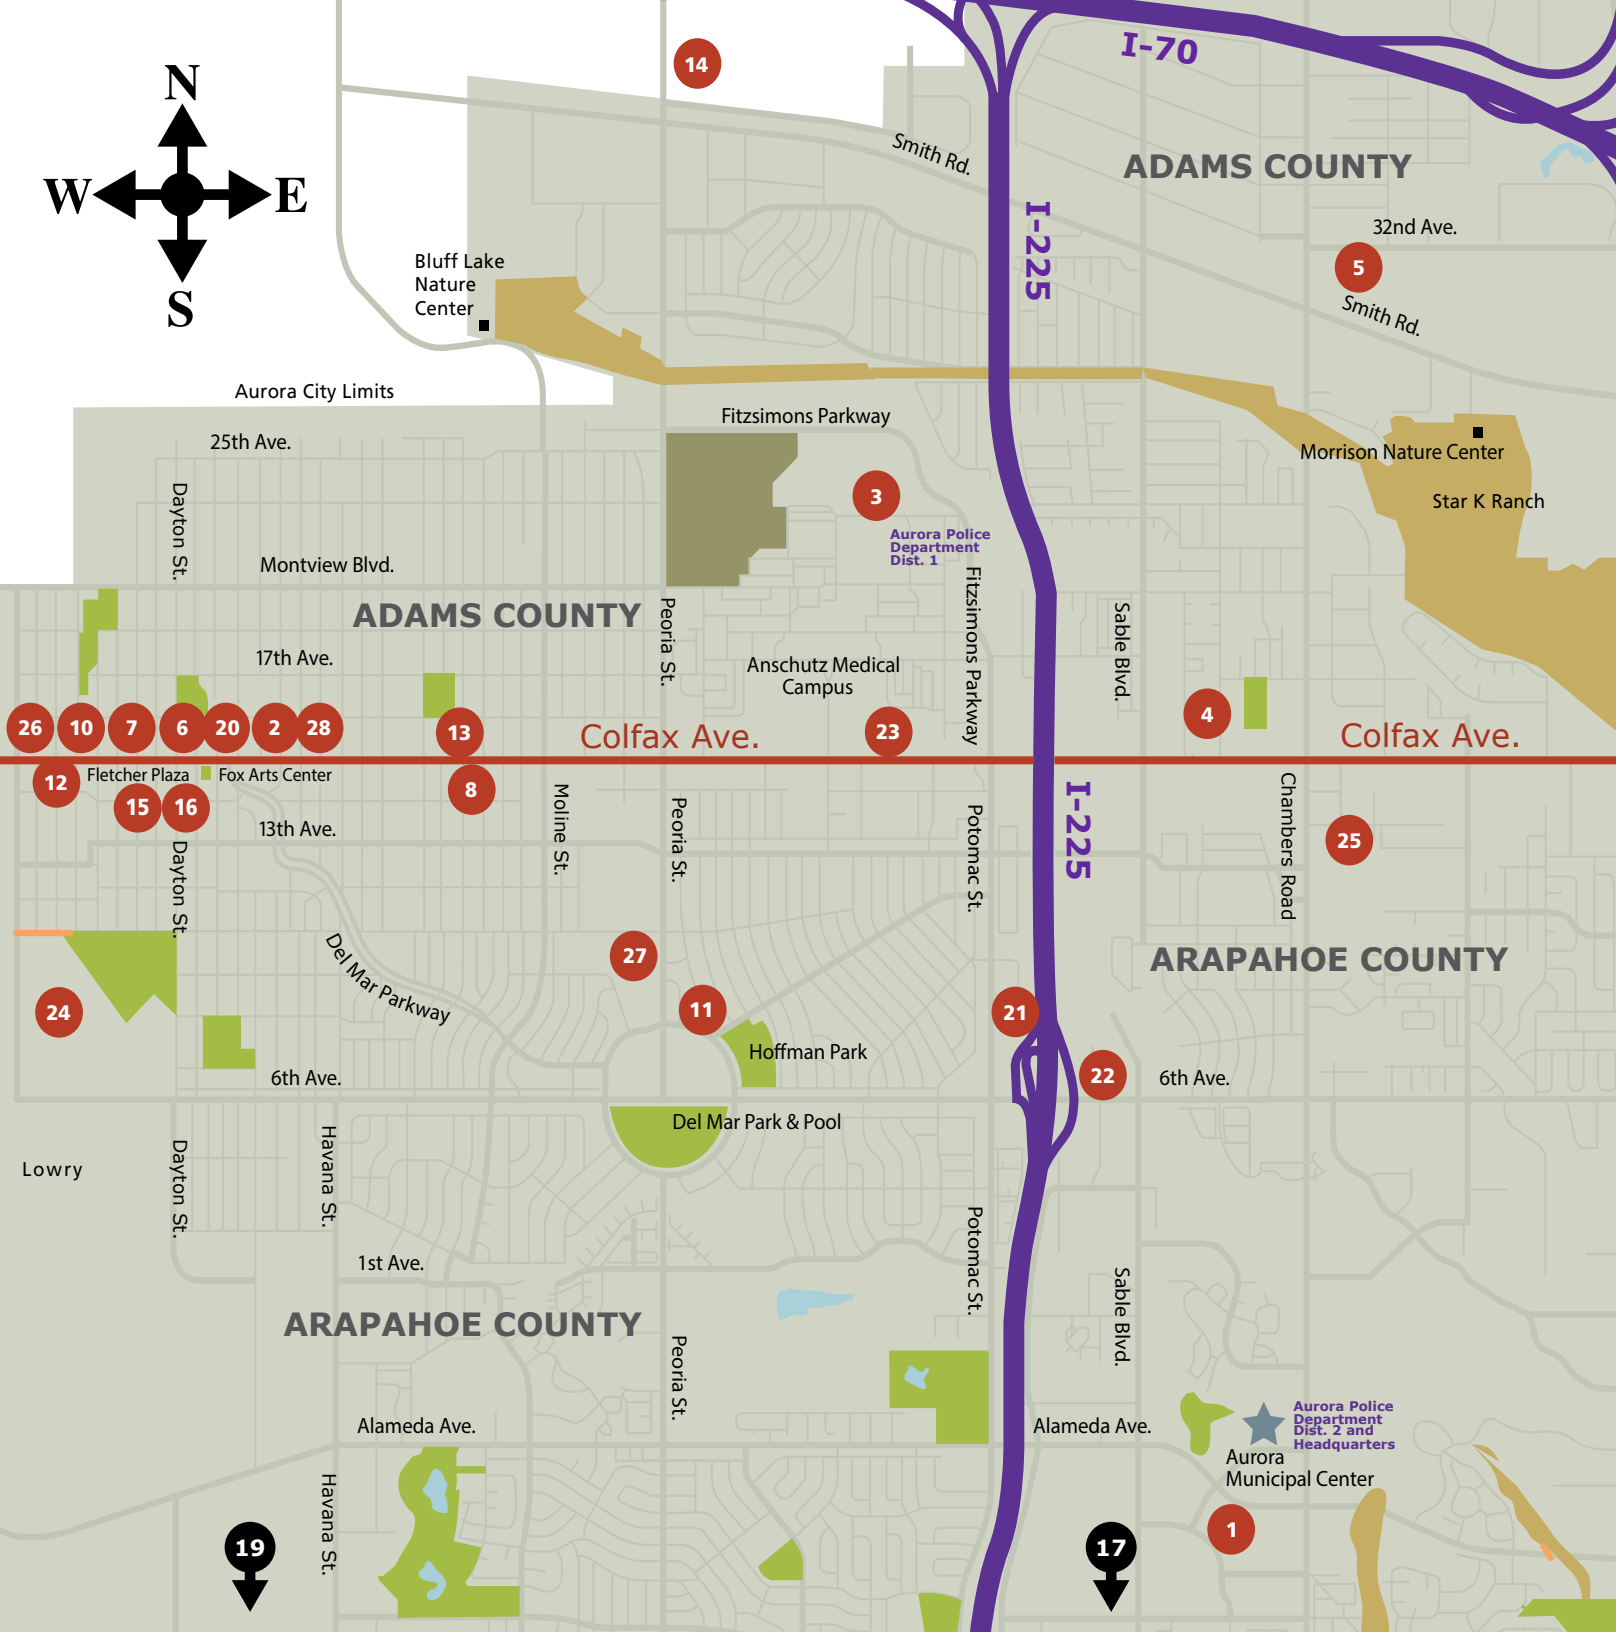 I-70
14
N
W
E
S
Smith Rd.
ADAMS COUNTY
I-225
32nd Ave.
5
Smith Rd.
Bluff Lake
Nature
Center
Aurora City Limits
25th Ave.
Fitzsimons Parkway
Morrison Nature Center
Star K Ranch
Dayton St.
3
Aurora Police
Department
Dist. 1
Montview Blvd.
ADAMS COUNTY
Peoria St.
Fitzsimons Parkway
Sable Blvd.
17th Ave.
Anschutz Medical
Campus
26
10
7
6
20
2
28
13
Colfax Ave.
23
4
Colfax Ave.
12
Fletcher Plaza
Fox Arts Center
8
15
16
13th Ave.
Moline St.
Peoria St.
Potomac St.
I-225
Chambers Road
25
Dayton St.
Del Mar Parkway
27
ARAPAHOE COUNTY
24
11
21
Hoffman Park
6th Ave.
22
6th Ave.
Del Mar Park & Pool
Lowry
Dayton St.
Havana St.
1st Ave.
Potomac St.
Sable Blvd.
ARAPAHOE COUNTY
Peoria St.
Alameda Ave.
Alameda Ave.
Aurora Police
Department
Dist. 2 and
Headquarters
Aurora
Municipal Center
Havana St.
19
17
1